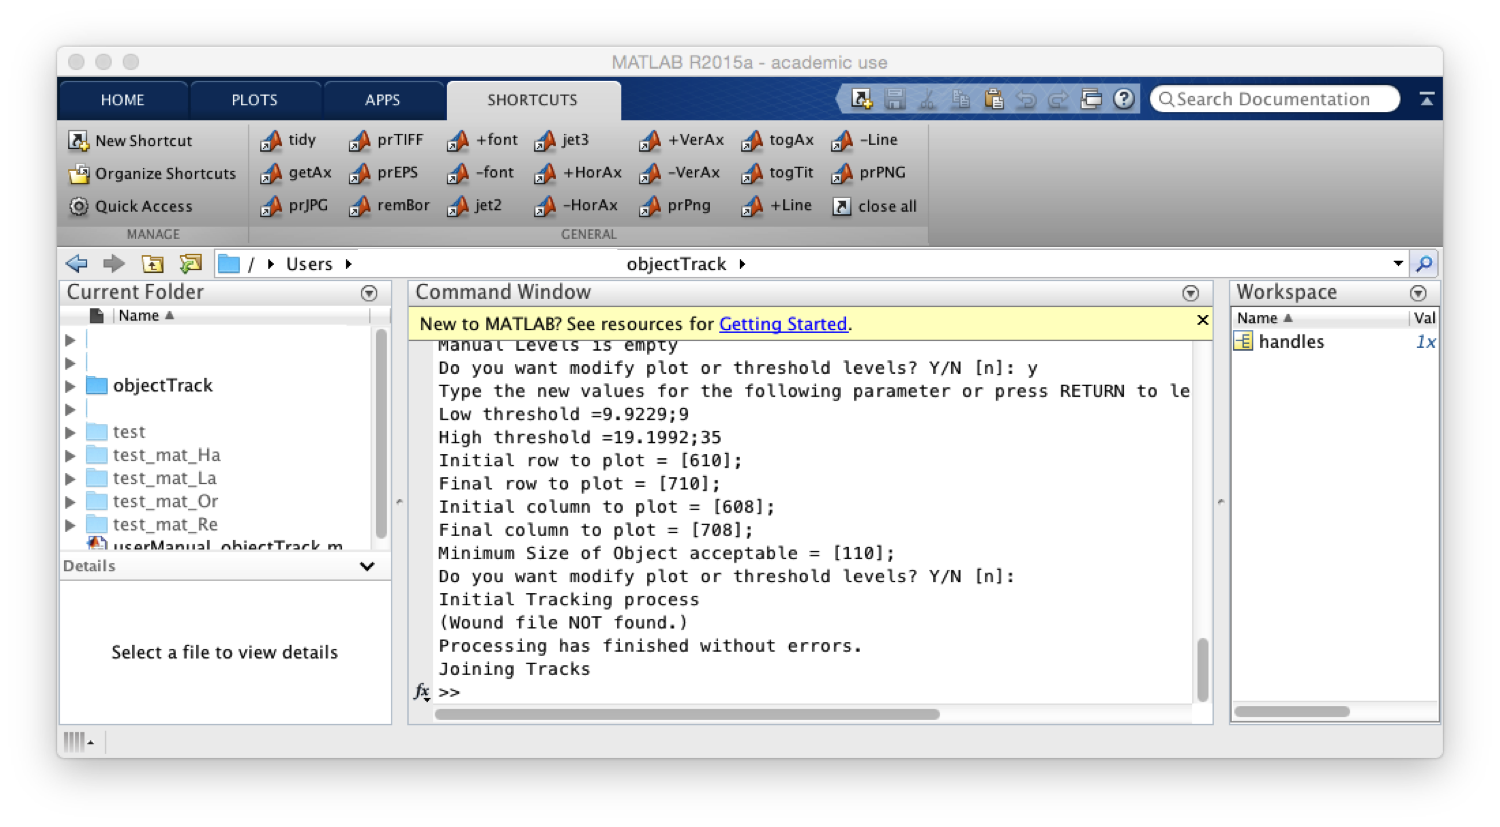 MATLAB R2015a - academic use
HOME PLOTS APPS SHORTCUTS Search Documentation
New Shortcut tidy prTIFF +font jet3 +VerAx togAx -Line
Organize Shortcuts getAx prEPS -font +HorAx -VerAx togTit prPNG
Quick Access prJPG remBor jet2 -HorAx prPng +Line close all
MANAGE GENERAL
/ Users objectTrack
Current Folder
Name
objectTrack
test
test_mat_Ha
test_mat_La
test_mat_Or
test_mat_Re
userManual_objectTrack.m
Details
Select a file to view details
Command Window
New to MATLAB? See resources for Getting Started.
Manual Levels is empty
Do you want modify plot or threshold levels? Y/N [n]: y
Type the new values for the following parameter or press RETURN to le
Low threshold =9.9229;9
High threshold =19.1992;35
Initial row to plot = [610];
Final row to plot = [710];
Initial column to plot = [608];
Final column to plot = [708];
Minimum Size of Object acceptable = [110];
Do you want modify plot or threshold levels? Y/N [n]:
Initial Tracking process
(Wound file NOT found.)
Processing has finished without errors.
Joining Tracks
fx >>
Workspace
Name Val
handles 1x